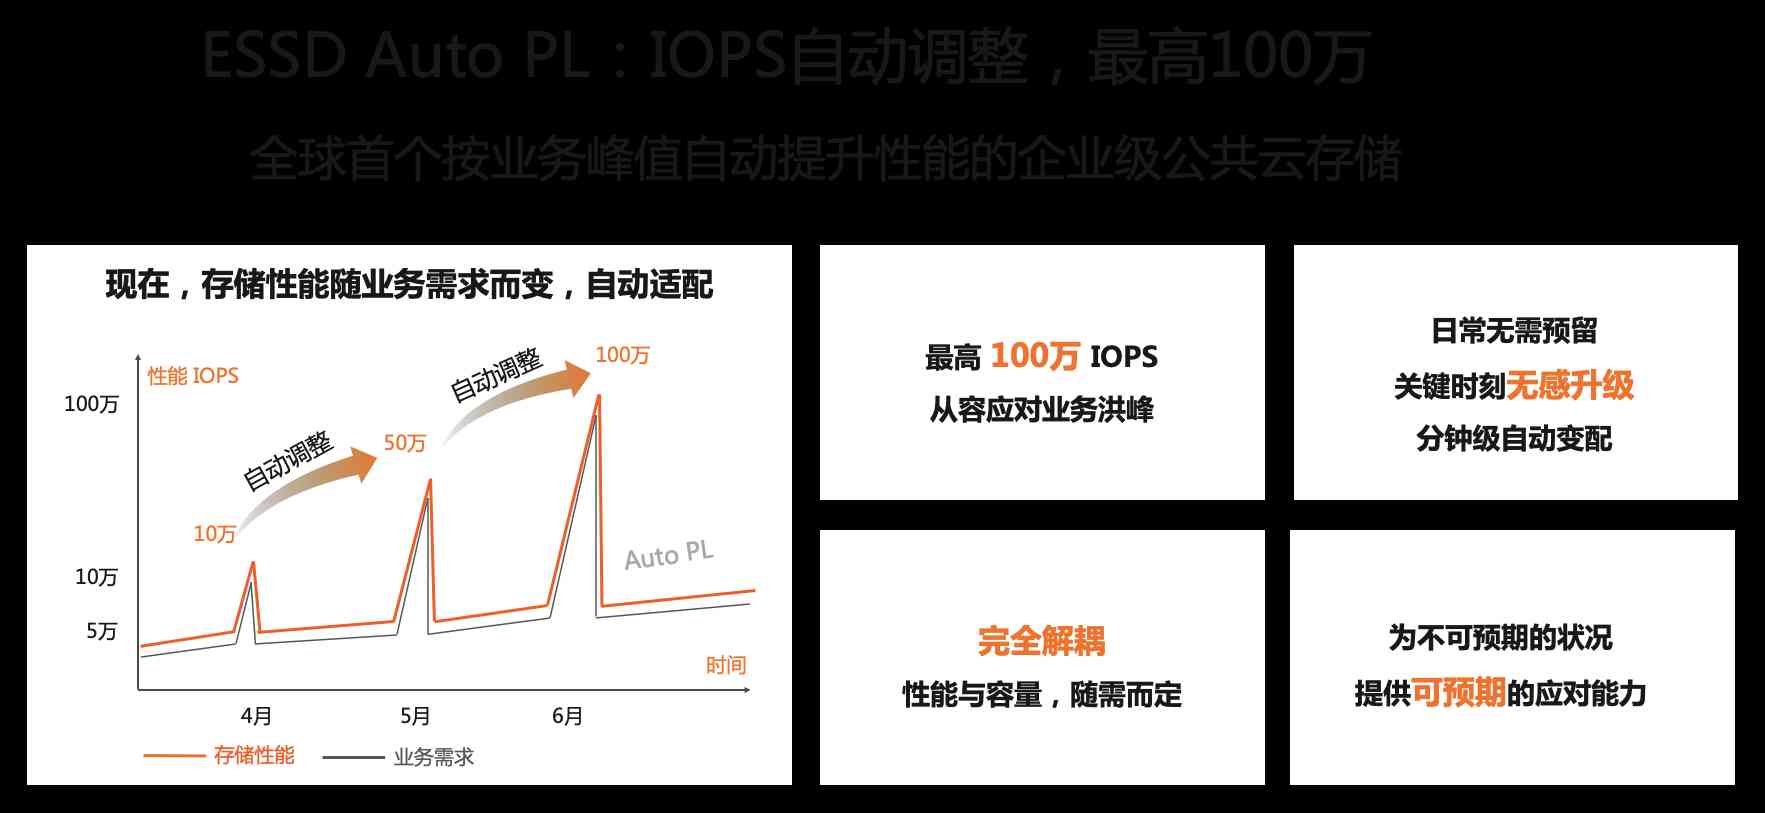 ESSD Auto PL：IOPS自动调整，最高100万
全球首个按业务峰值自动提升性能的企业级公共云存储
现在，存储性能随业务需求而变，自动适配
性能 IOPS
100万
10万
5万
10万
自动调整
50万
自动调整
100万
Auto PL
时间
4月
5月
6月
存储性能
业务需求
最高 100万 IOPS
从容应对业务洪峰
日常无需预留
关键时刻无感升级
分钟级自动变配
完全解耦
性能与容量，随需而定
为不可预期的状况
提供可预期的应对能力